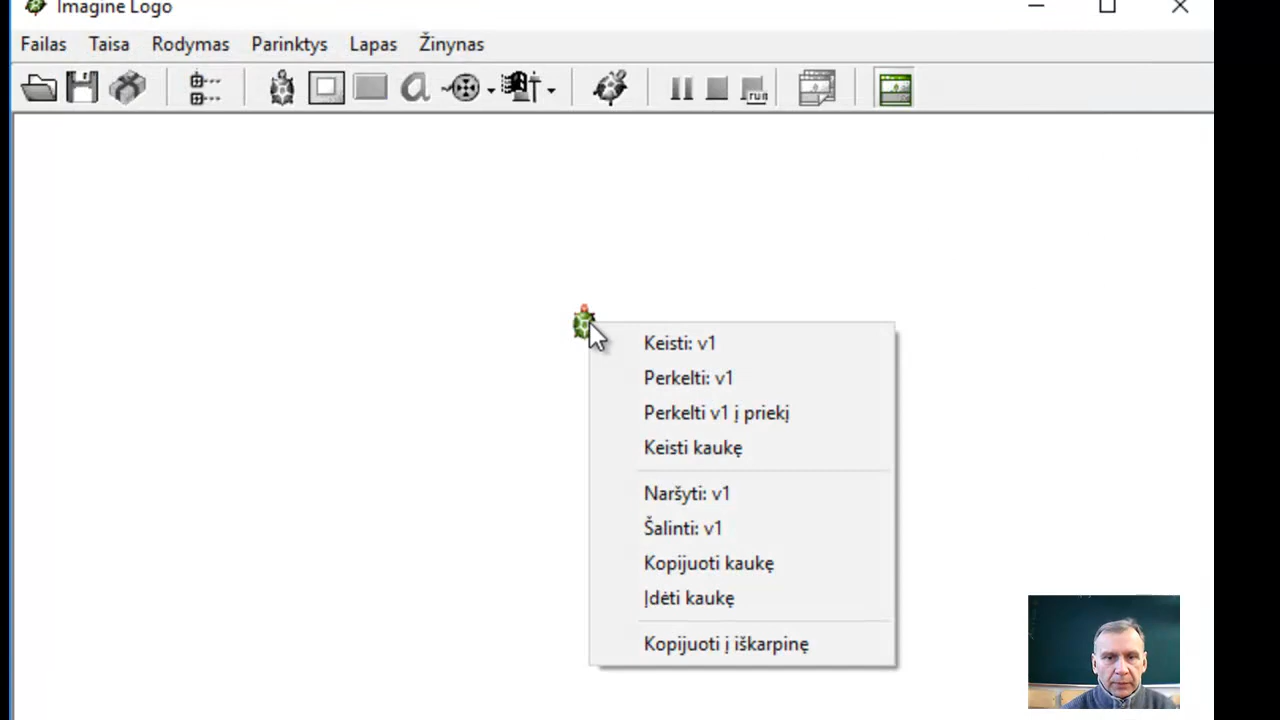 Imagine Logo
Failas Taisa Rodymas Parinktys Lapas Žinynas
run
Keisti: v1
Perkelti: v1
Perkelti v1 į priekį
Keisti kaukę
Naršyti: v1
Šalinti: v1
Kopijuoti kaukę
Įdėti kaukę
Kopijuoti į iškarpinę